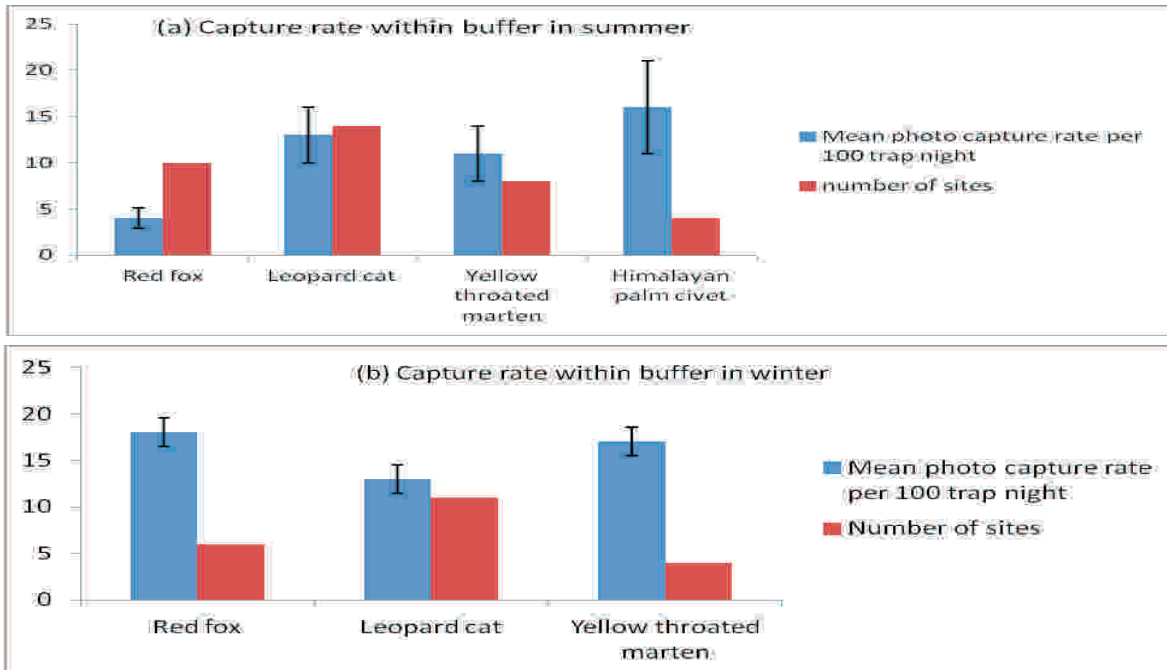 (a) Capture rate within buffer in summer
25
20
15
10
5
0
Red fox
Leopard cat
Yellow
throated
marten
Himalayan
palm civet
Mean photo capture rate per
100 trap night
number of sites
(b) Capture rate within buffer in winter
25
20
15
10
5
0
Red fox
Leopard cat
Yellow throated
marten
Mean photo capture rate
per 100 trap night
Number of sites